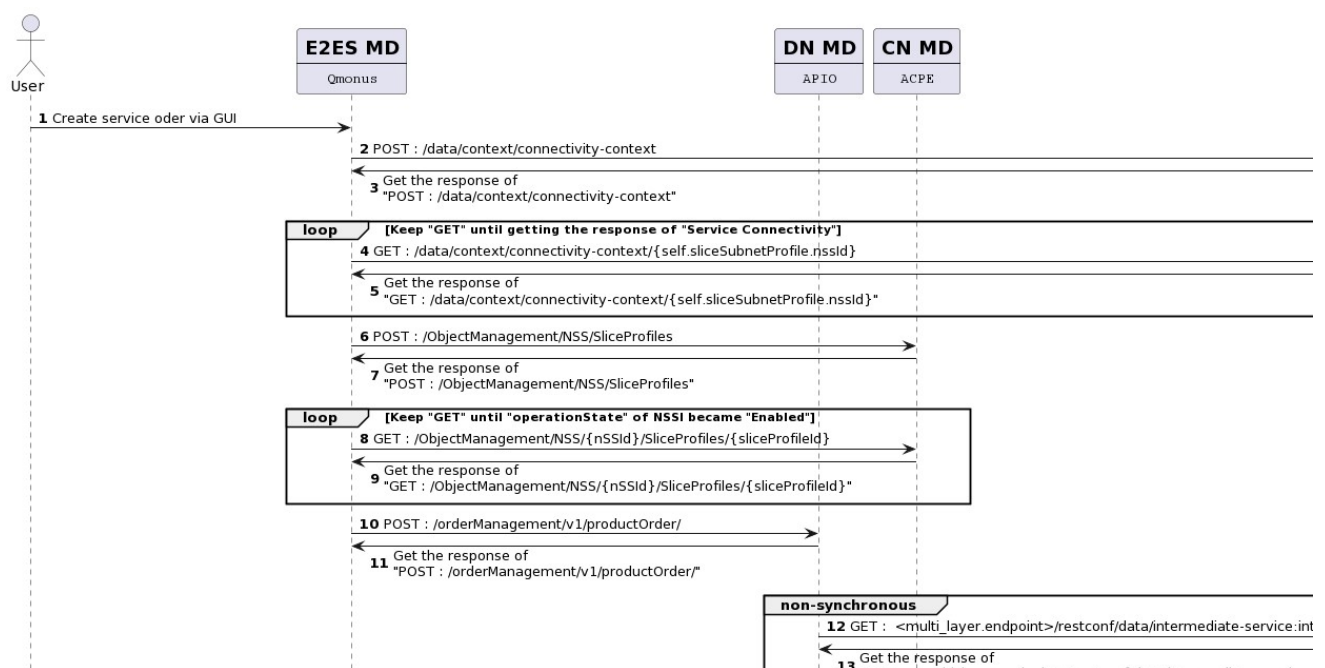 E2ES MD
Qmonus
DN MD
APIO
CN MD
ACPE
User
1 Create service oder via GUI
2 POST : /data/context/connectivity-context
3 Get the response of
"POST : /data/context/connectivity-context"
loop [Keep "GET" until getting the response of "Service Connectivity"]
4 GET : /data/context/connectivity-context/{self.sliceSubnetProfile.nssId}
5 Get the response of
"GET : /data/context/connectivity-context/{self.sliceSubnetProfile.nssId}"
6 POST : /ObjectManagement/NSS/SliceProfiles
7 Get the response of
"POST : /ObjectManagement/NSS/SliceProfiles"
loop [Keep "GET" until "operationState" of NSSI became "Enabled"]
8 GET : /ObjectManagement/NSS/{nSSId}/SliceProfiles/{sliceProfileId}
9 Get the response of
"GET : /ObjectManagement/NSS/{nSSId}/SliceProfiles/{sliceProfileId}"
10 POST : /orderManagement/v1/productOrder/
11 Get the response of
"POST : /orderManagement/v1/productOrder/"
non-synchronous
12 GET : <multi_layer.endpoint>/restconf/data/intermediate-service:int
13 Get the response of